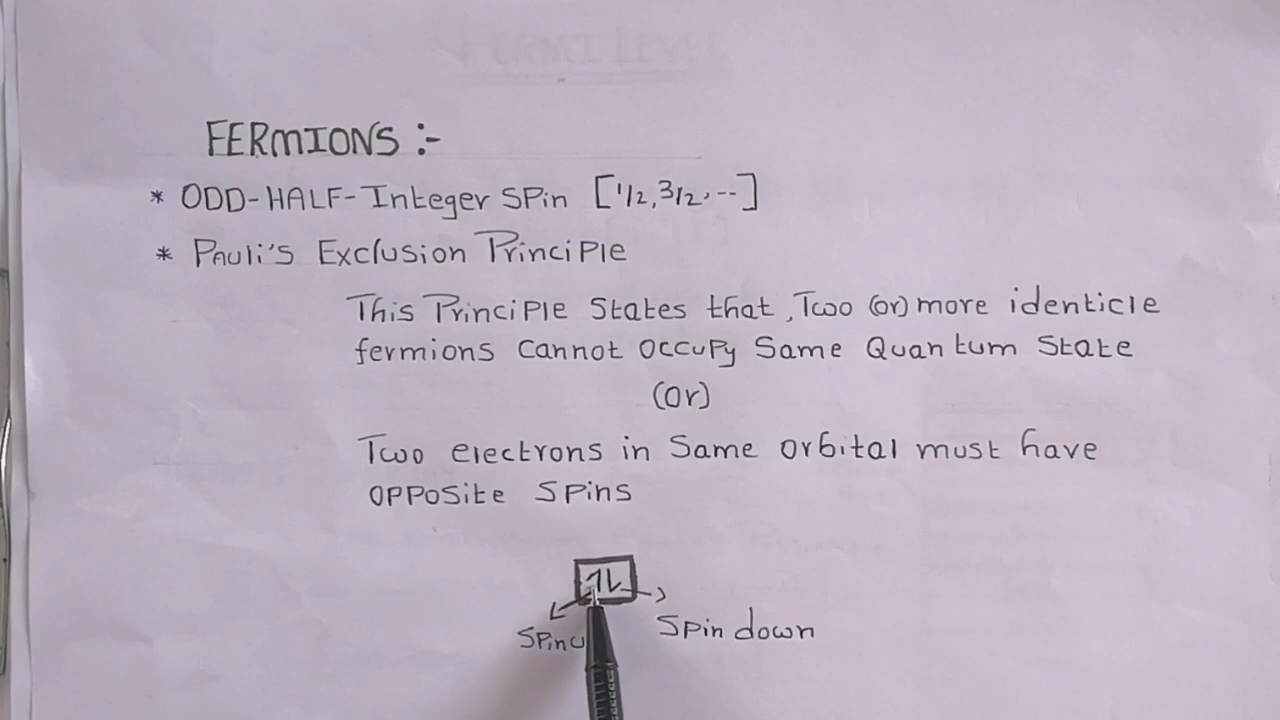 FERMIONS :-
* ODD-HALF-Integer SPin [1/2, 3/2, --]
* PAuli's Exclusion PrinciPle
This PrinciPle States that, Two (or) more identicle
fermions cannot occuPy Same Quantum State
(Or)
Two electrons in Same orbital must have
OPPOSite SPins
↑↓
SPin Spin down